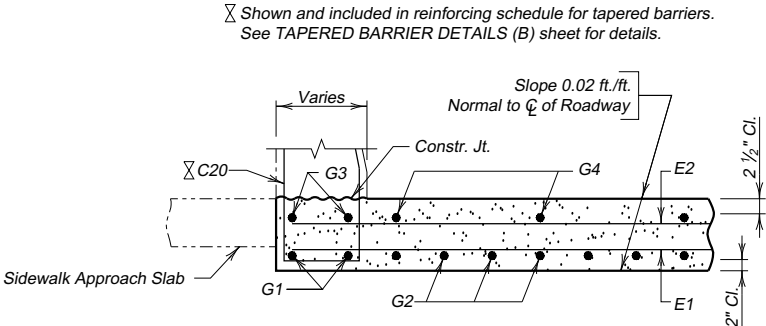 ⧖ Shown and included in reinforcing schedule for tapered barriers.
See TAPERED BARRIER DETAILS (B) sheet for details.
Slope 0.02 ft./ft.
Normal to ℄ of Roadway
Varies
Constr. Jt.
2 1/2" Cl.
⧖ C20
G3
G4
E2
Sidewalk Approach Slab
G1
G2
E1
2" Cl.